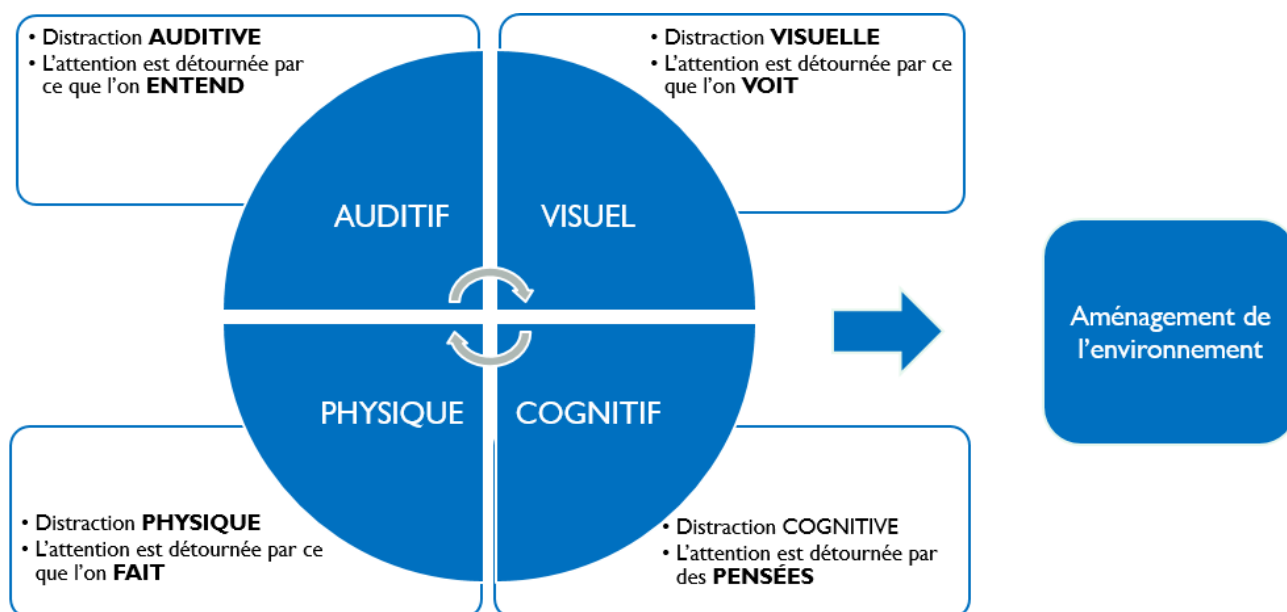 • Distraction AUDITIVE
• L'attention est détournée par
ce que l'on ENTEND
• Distraction VISUELLE
• L'attention est détournée par ce
que l'on VOIT
AUDITIF
VISUEL
PHYSIQUE
COGNITIF
• Distraction PHYSIQUE
• L'attention est détournée par ce
que l'on FAIT
• Distraction COGNITIVE
• L'attention est détournée par
des PENSÉES
Aménagement de
l'environnement